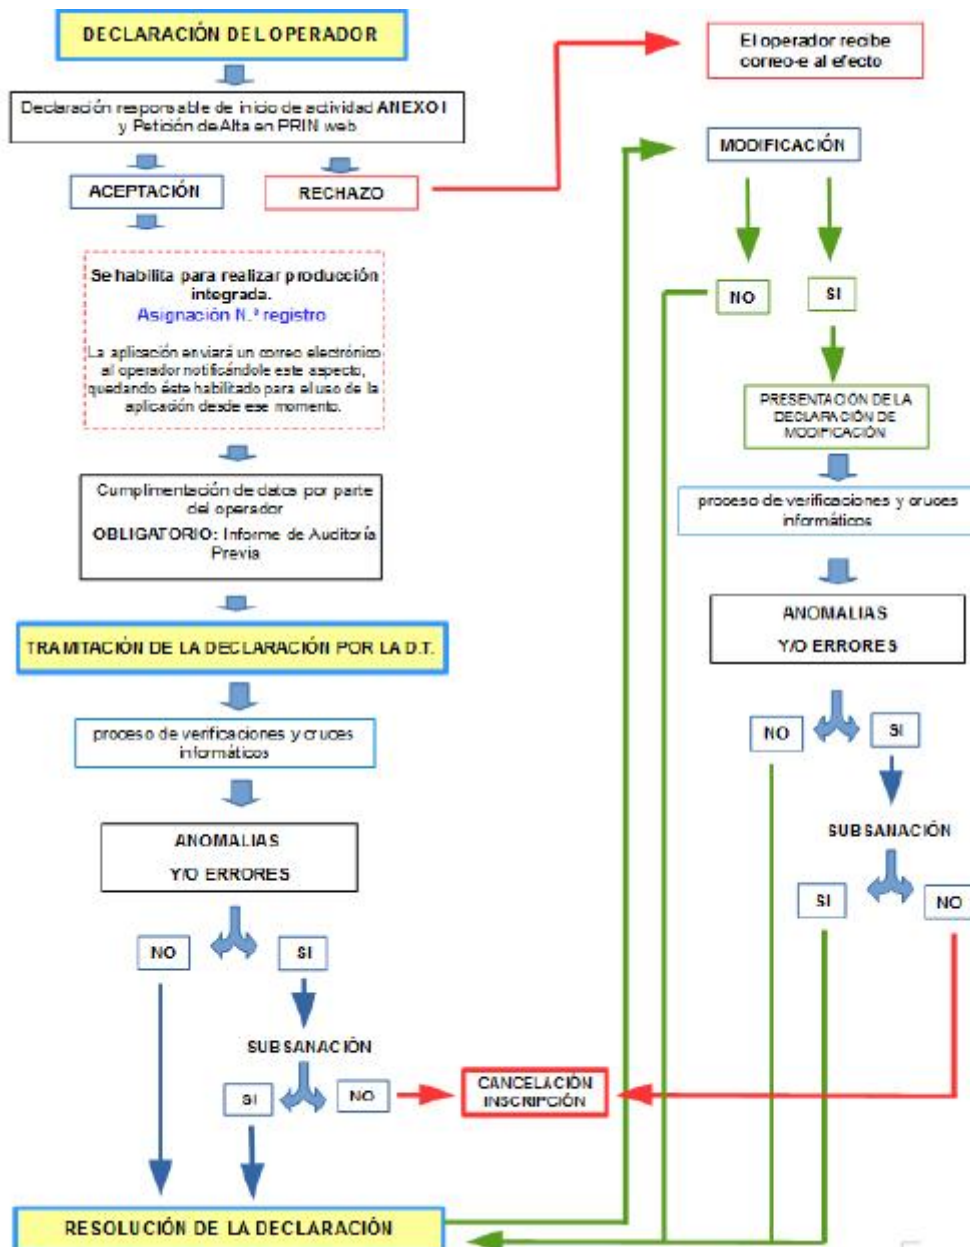 DECLARACIÓN DEL OPERADOR
Declaración responsable de inicio de actividad ANEXO I
y Petición de Alta en PRIN web
ACEPTACIÓN
RECHAZO
Se habilita para realizar producción
integrada.
Asignación N.º registro
La aplicación enviará un correo electrónico
al operador notificándole este aspecto,
quedando éste habilitado para el uso de la
aplicación desde ese momento.
Cumplimentación de datos por parte
del operador
OBLIGATORIO: Informe de Auditoría
Previa
TRAMITACIÓN DE LA DECLARACIÓN POR LA D.T.
proceso de verificaciones y cruces
informáticos
ANOMALIAS
Y/O ERRORES
NO
SI
SUBSANACIÓN
SI
NO
CANCELACIÓN
INSCRIPCIÓN
RESOLUCIÓN DE LA DECLARACIÓN
El operador recibe
correo-e al efecto
MODIFICACIÓN
NO
SI
PRESENTACIÓN DE LA
DECLARACIÓN DE
MODIFICACIÓN
proceso de verificaciones y cruces
informáticos
ANOMALIAS
Y/O ERRORES
NO
SI
SUBSANACIÓN
SI
NO